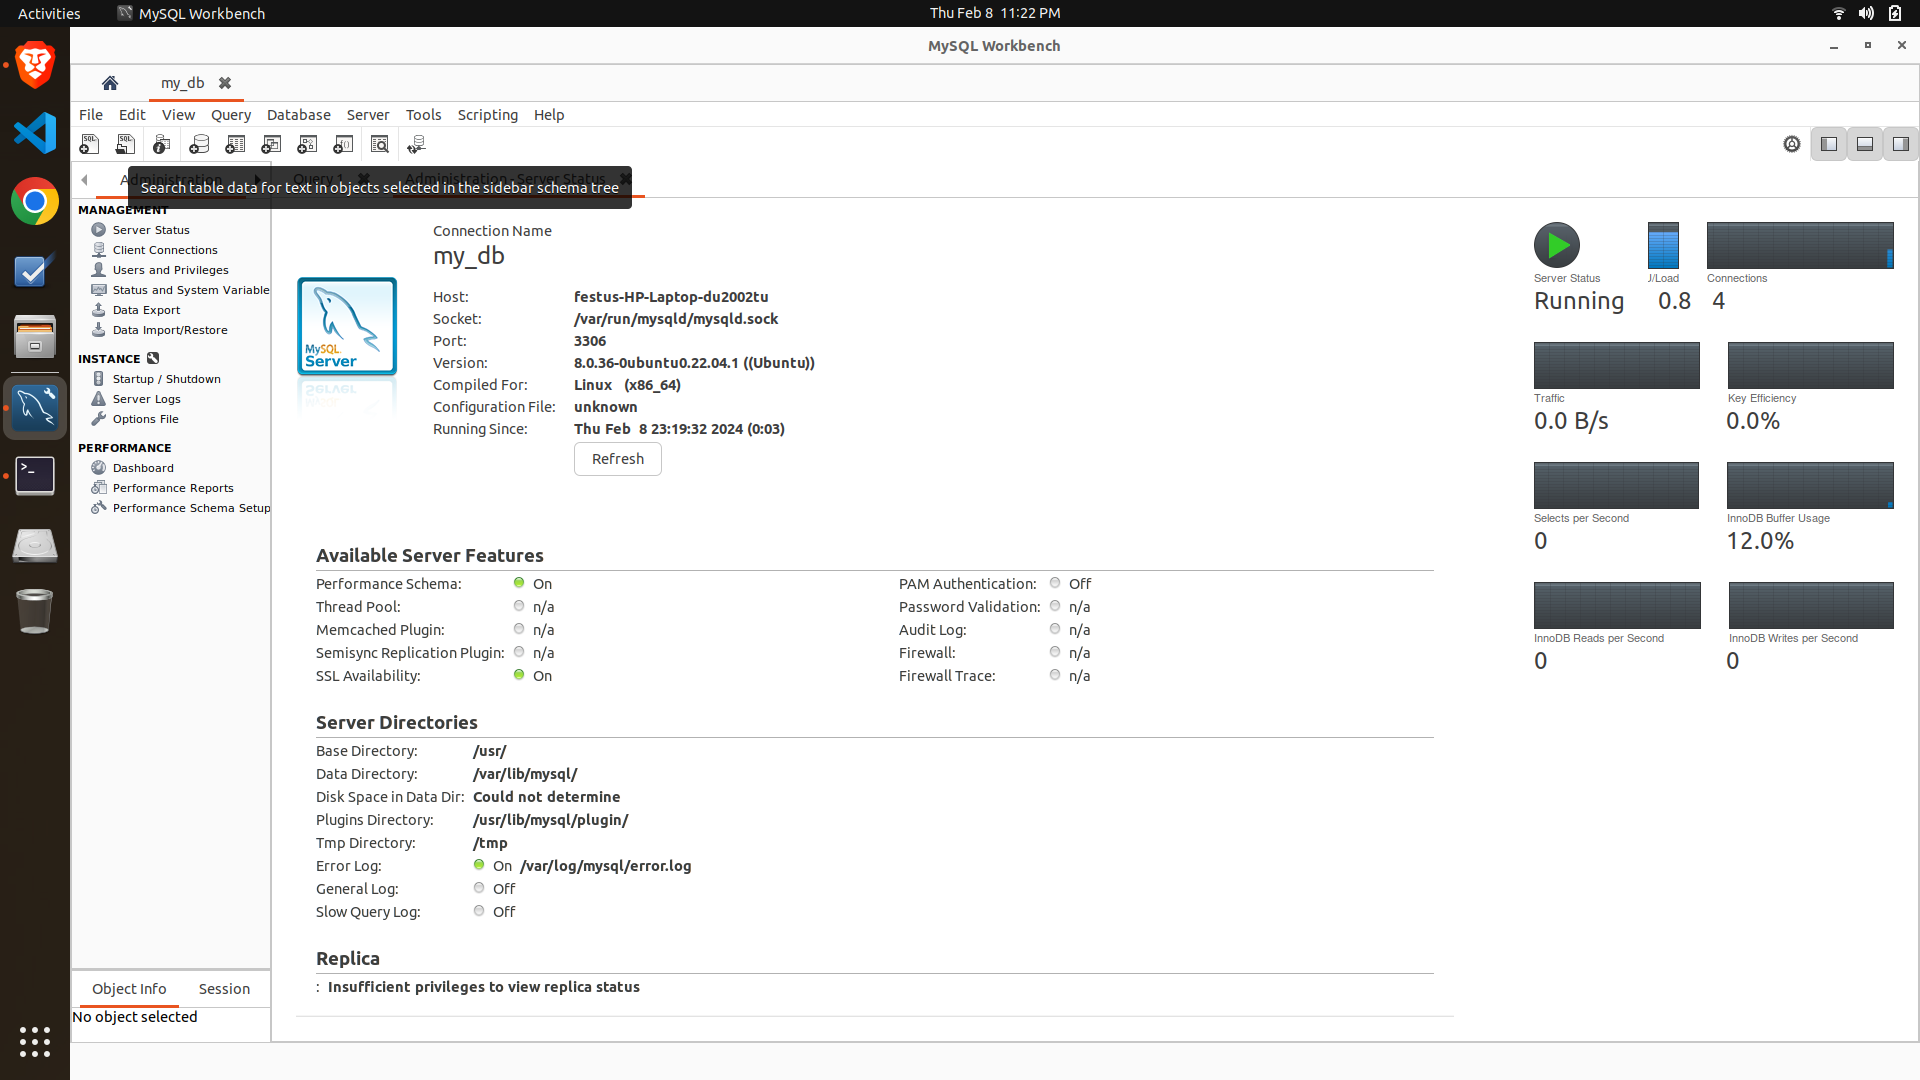 Activities MySQL Workbench Thu Feb 8 11:22 PM
MySQL Workbench
my_db
File Edit View Query Database Server Tools Scripting Help
Administration Query 1 Administration - Server Status
Search table data for text in objects selected in the sidebar schema tree
MANAGEMENT
Server Status
Client Connections
Users and Privileges
Status and System Variable
Data Export
Data Import/Restore
INSTANCE
Startup / Shutdown
Server Logs
Options File
PERFORMANCE
Dashboard
Performance Reports
Performance Schema Setup
Object Info Session
No object selected
Connection Name
my_db
Host: festus-HP-Laptop-du2002tu
Socket: /var/run/mysqld/mysqld.sock
Port: 3306
Version: 8.0.36-0ubuntu0.22.04.1 ((Ubuntu))
Compiled For: Linux (x86_64)
Configuration File: unknown
Running Since: Thu Feb 8 23:19:32 2024 (0:03)
Refresh
MySQL
Server
Available Server Features
Performance Schema: On PAM Authentication: Off
Thread Pool: n/a Password Validation: n/a
Memcached Plugin: n/a Audit Log: n/a
Semisync Replication Plugin: n/a Firewall: n/a
SSL Availability: On Firewall Trace: n/a
Server Directories
Base Directory: /usr/
Data Directory: /var/lib/mysql/
Disk Space in Data Dir: Could not determine
Plugins Directory: /usr/lib/mysql/plugin/
Tmp Directory: /tmp
Error Log: On /var/log/mysql/error.log
General Log: Off
Slow Query Log: Off
Replica
: Insufficient privileges to view replica status
Server Status /Load Connections
Running 0.8 4
Traffic Key Efficiency
0.0 B/s 0.0%
Selects per Second InnoDB Buffer Usage
0 12.0%
InnoDB Reads per Second InnoDB Writes per Second
0 0